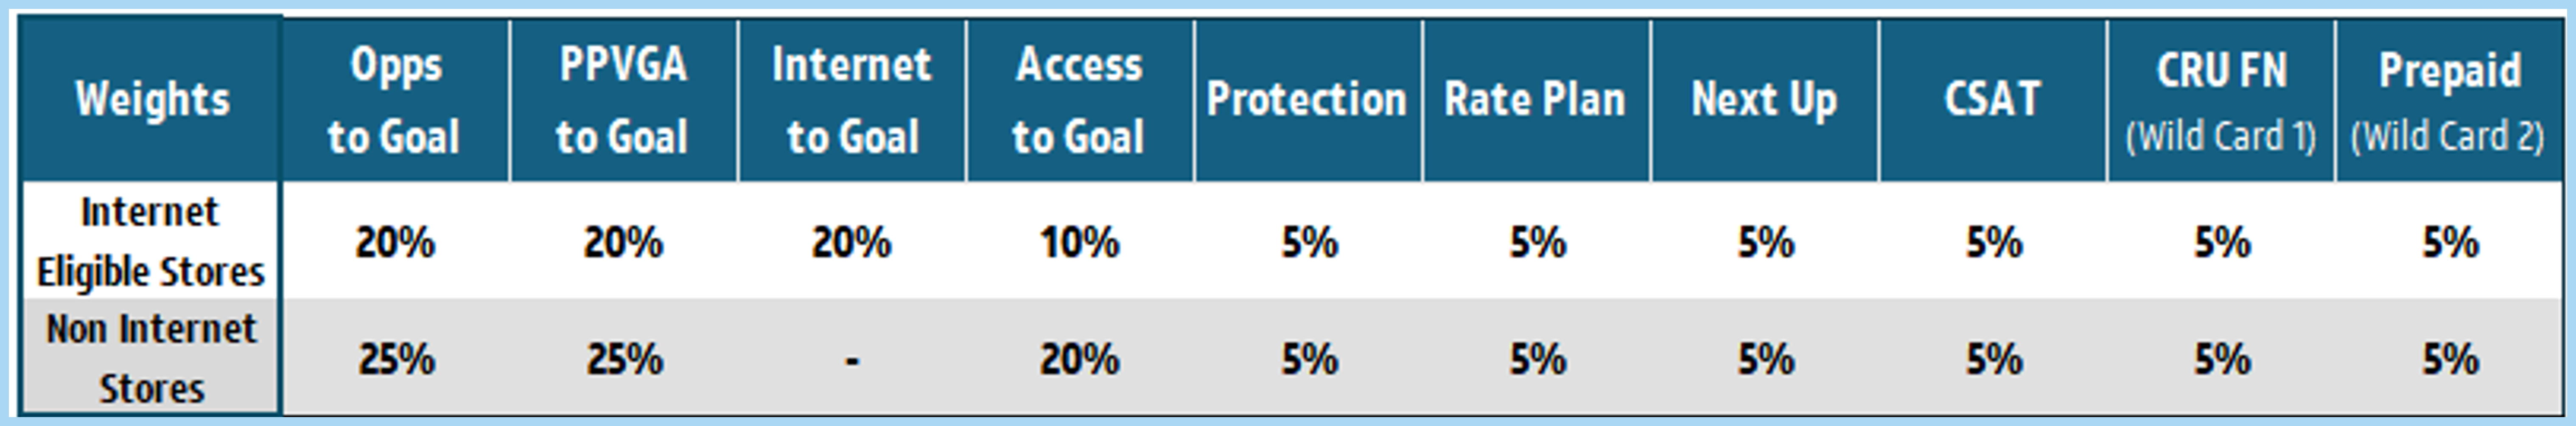 Weights
Opps
to Goal
PPVGA
to Goal
Internet
to Goal
Access
to Goal
Protection
Rate Plan
Next Up
CSAT
CRU FN
(Wild Card 1)
Prepaid
(Wild Card 2)
Internet
Eligible Stores
20% 20% 20% 10% 5% 5% 5% 5% 5% 5%
Non Internet
Stores
25% 25% - 20% 5% 5% 5% 5% 5% 5%